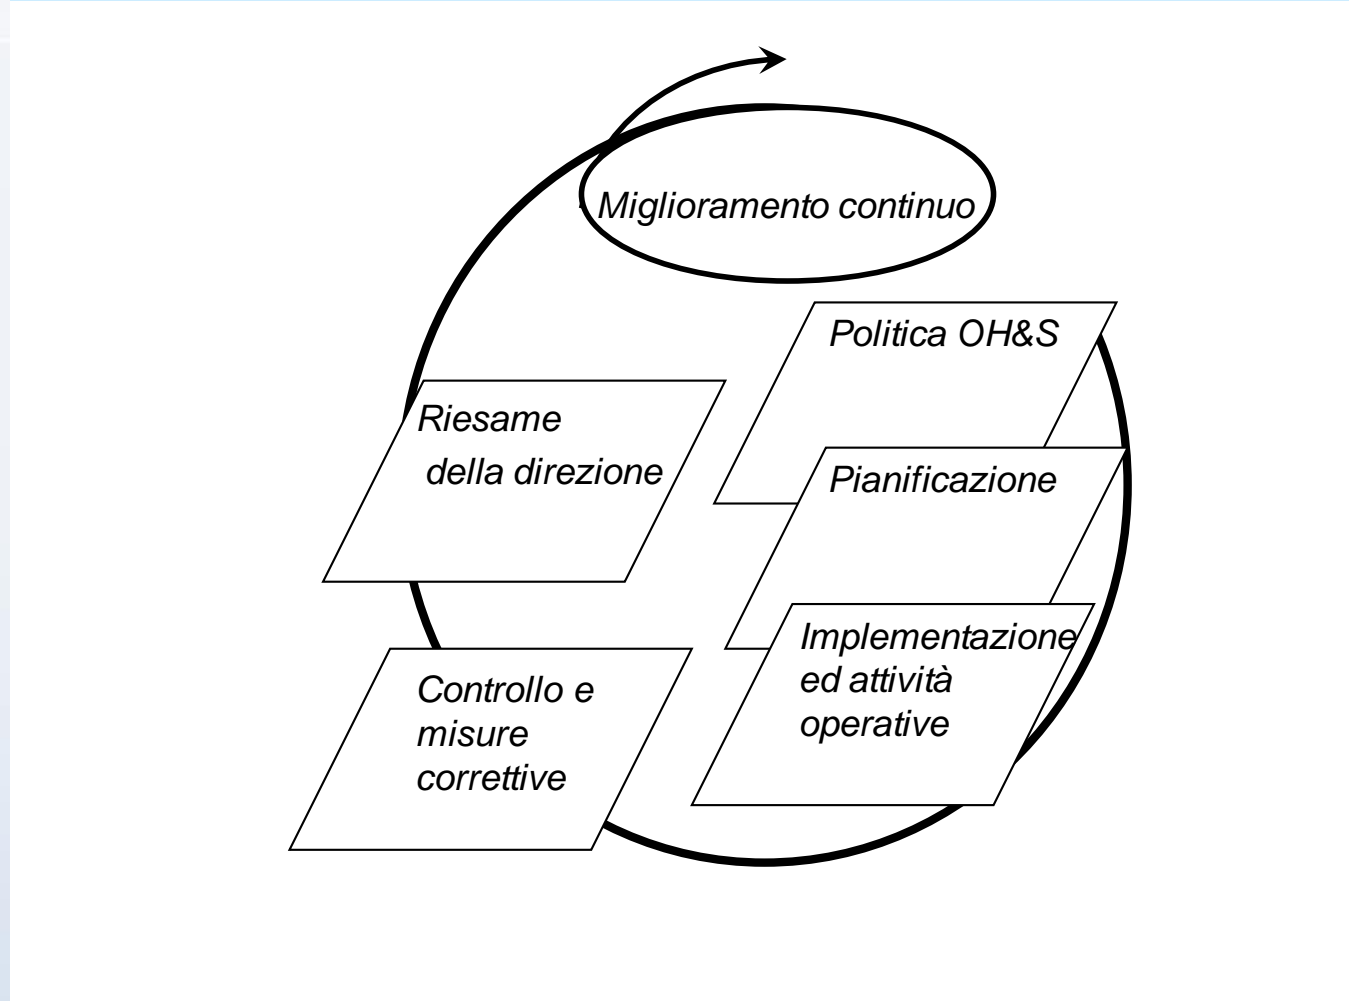 Miglioramento continuo
Politica OH&S
Pianificazione
Implementazione
ed attività
operative
Controllo e
misure
correttive
Riesame
della direzione